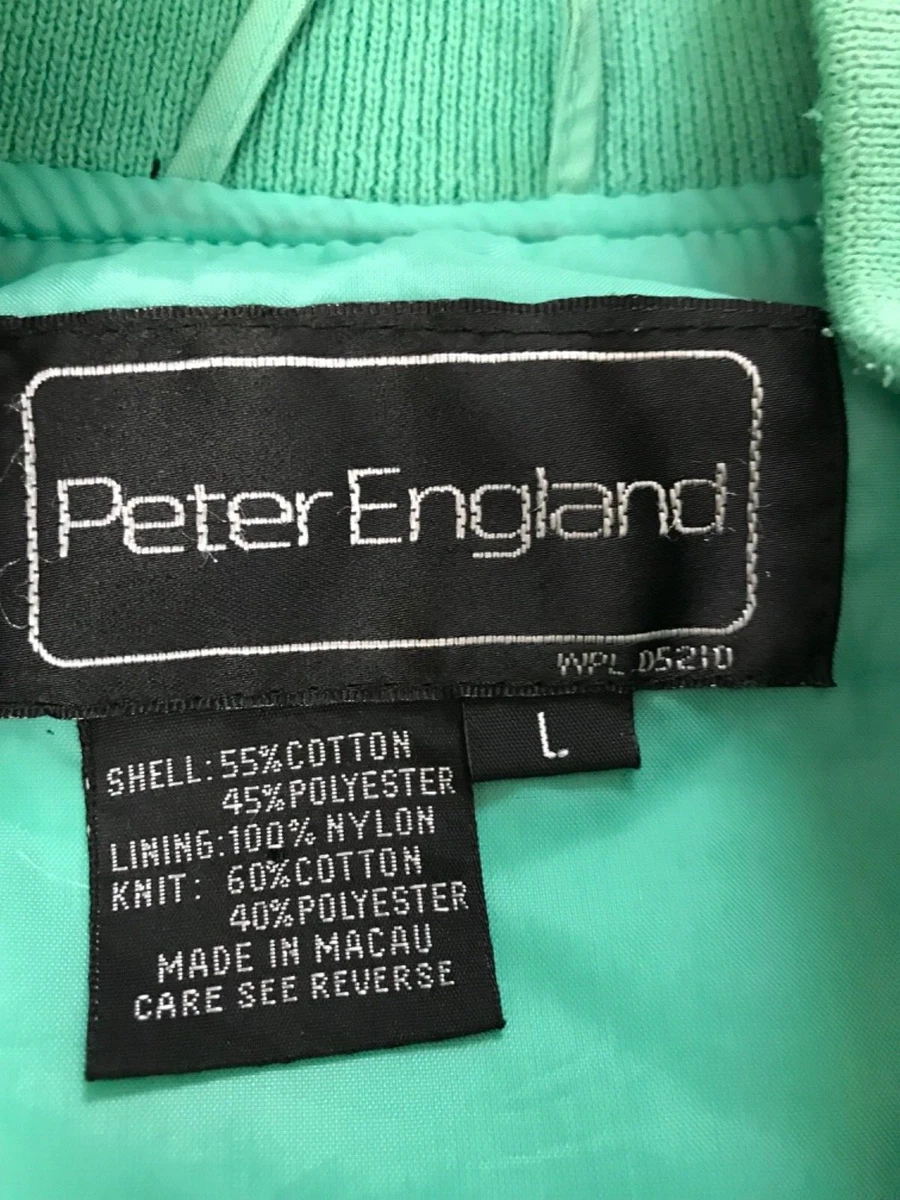 Peter England
WPL 05210
L
SHELL: 55% COTTON
45% POLYESTER
LINING: 100% NYLON
KNIT: 60% COTTON
40% POLYESTER
MADE IN MACAU
CARE SEE REVERSE